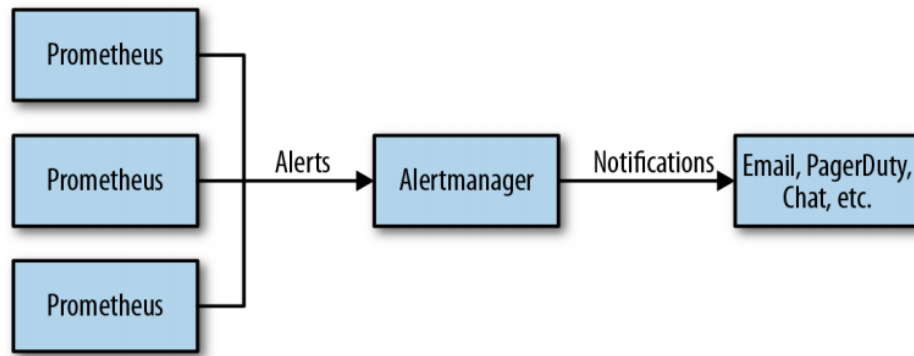 Prometheus
Prometheus
Prometheus
Alerts
Alertmanager
Notifications
Email, PagerDuty,
Chat, etc.